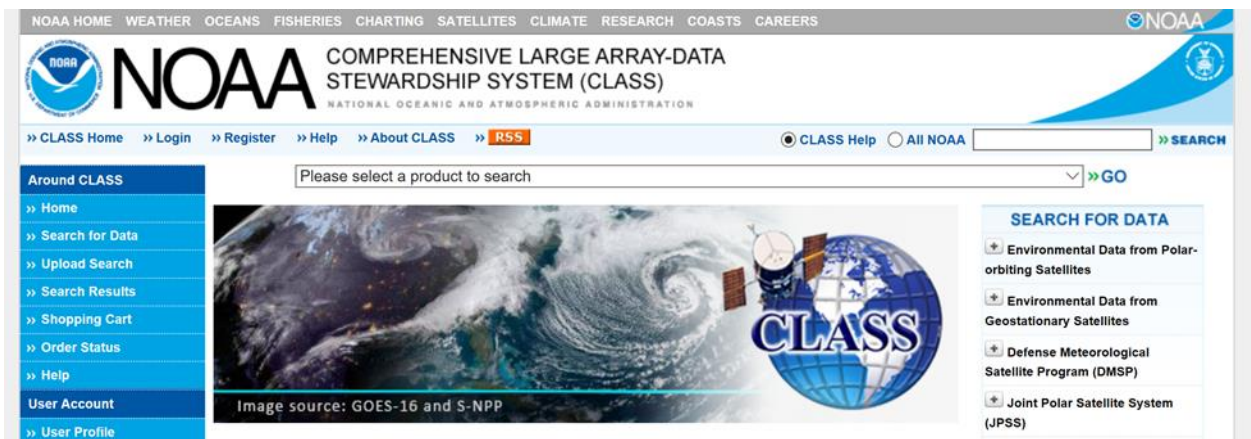 NOAA HOME WEATHER OCEANS FISHERIES CHARTING SATELLITES CLIMATE RESEARCH COASTS CAREERS
NOAA
NOAA
NOAA
COMPREHENSIVE LARGE ARRAY-DATA
STEWARDSHIP SYSTEM (CLASS)
NATIONAL OCEANIC AND ATMOSPHERIC ADMINISTRATION
» CLASS Home » Login » Register » Help » About CLASS » RSS
CLASS Help All NOAA » SEARCH
Please select a product to search » GO
Around CLASS
» Home
» Search for Data
» Upload Search
» Search Results
» Shopping Cart
» Order Status
» Help
User Account
» User Profile
CLASS
Image source: GOES-16 and S-NPP
SEARCH FOR DATA
+ Environmental Data from Polar-
orbiting Satellites
+ Environmental Data from
Geostationary Satellites
+ Defense Meteorological
Satellite Program (DMSP)
+ Joint Polar Satellite System
(JPSS)